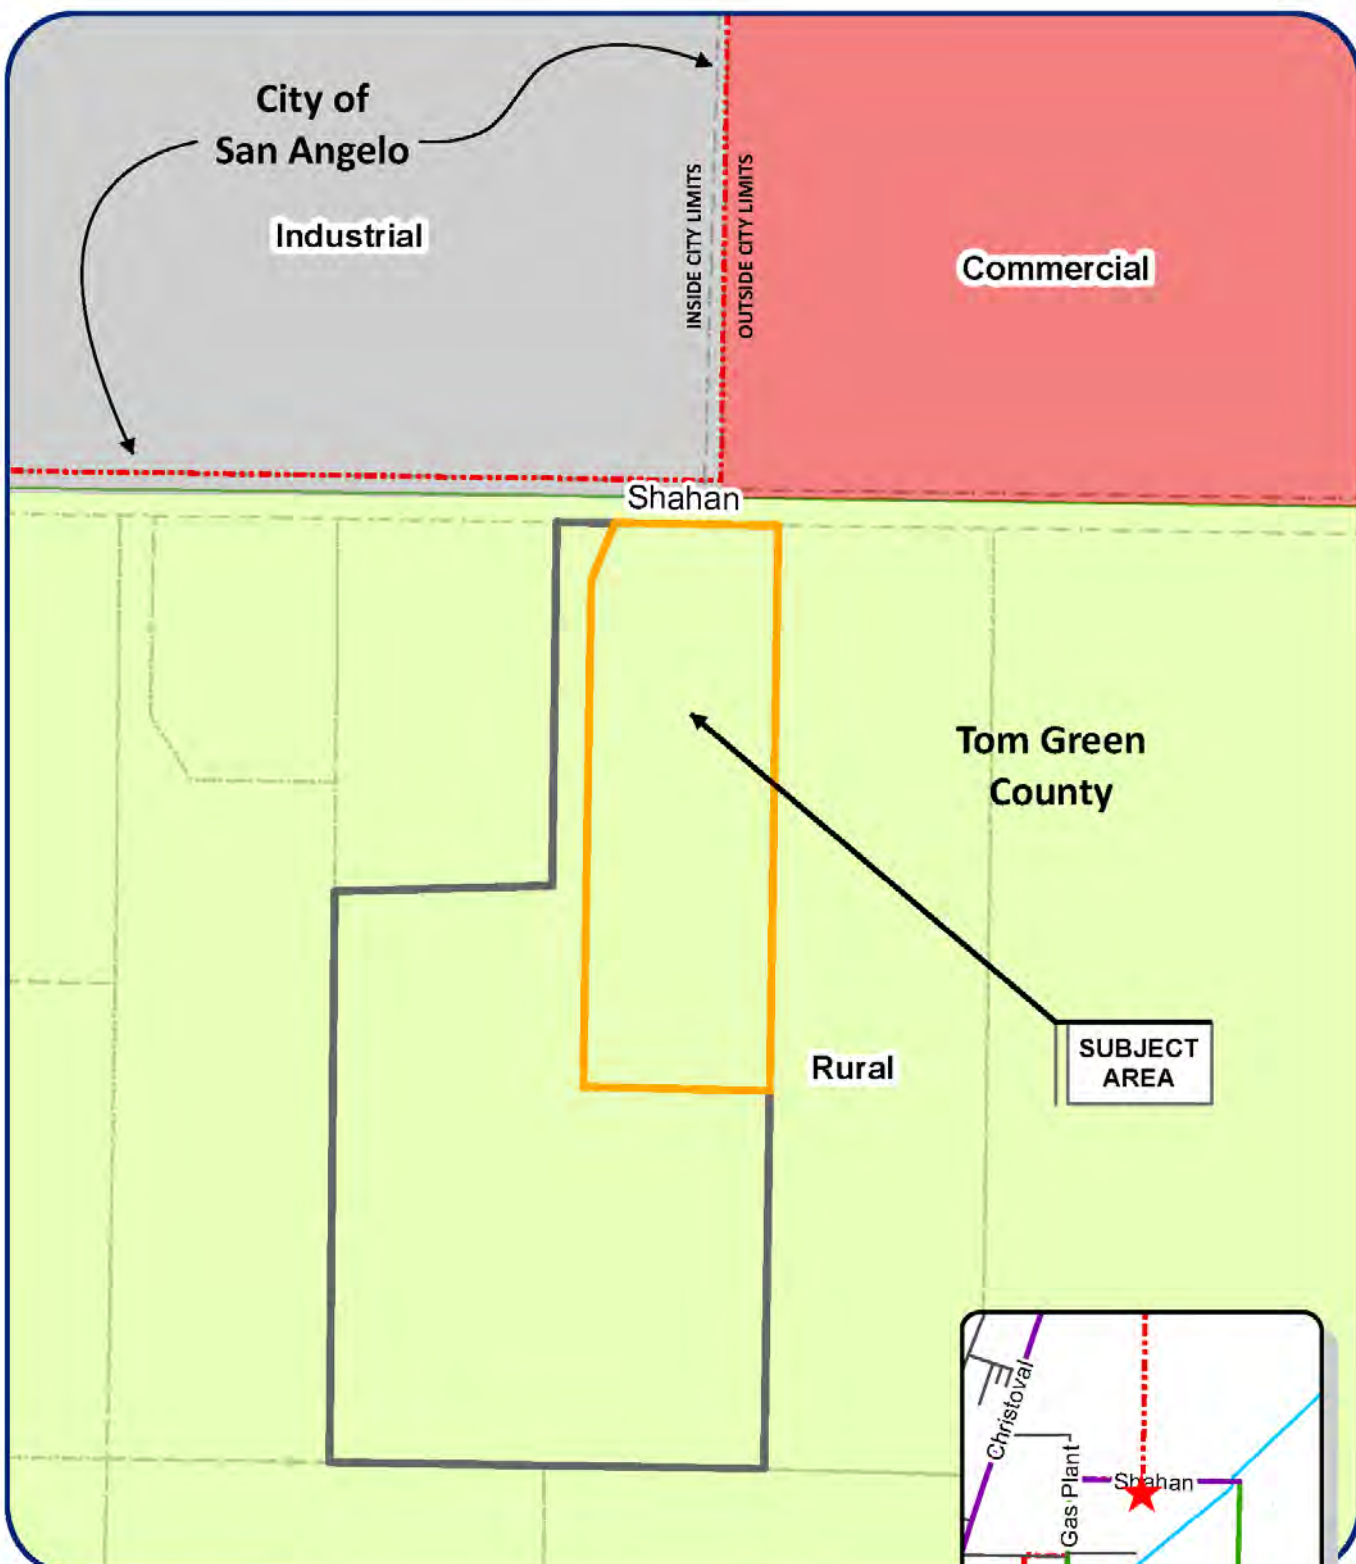 City of
San Angelo
Industrial
INSIDE CITY LIMITS
OUTSIDE CITY LIMITS
Commercial
Shahan
Tom Green
County
SUBJECT
AREA
Rural
Christoval
Gas Plant
Shahan